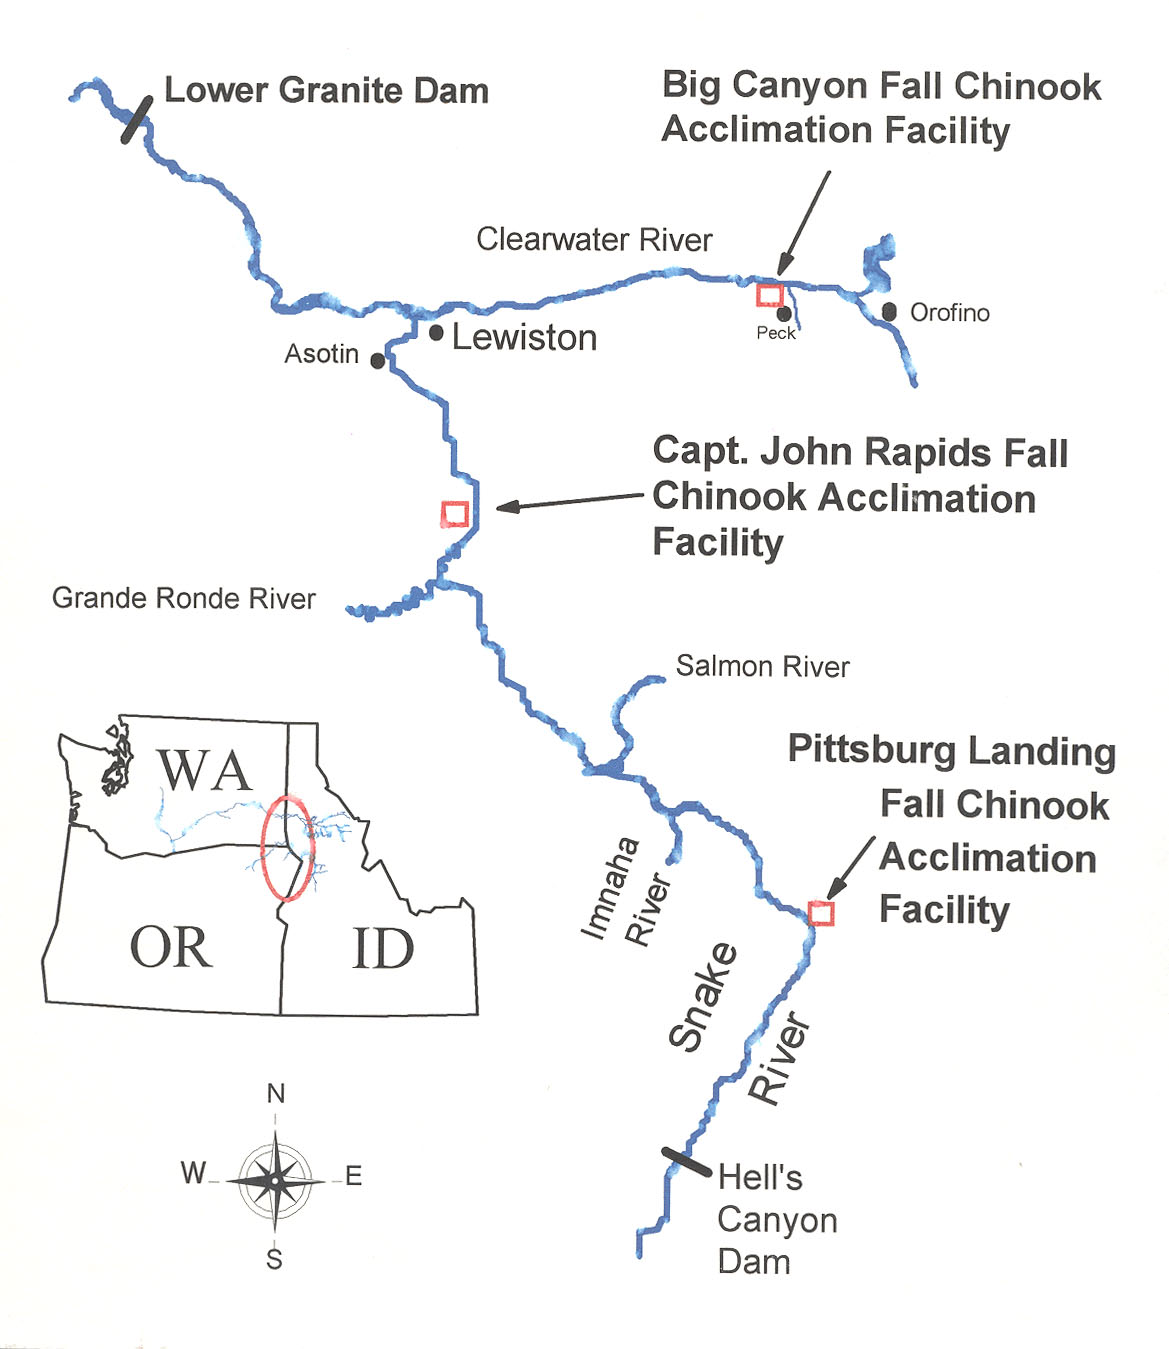 Lower Granite Dam
Big Canyon Fall Chinook
Acclimation Facility
Clearwater River
Orofino
Peck
Lewiston
Asotin
Capt. John Rapids Fall
Chinook Acclimation
Facility
Grande Ronde River
Salmon River
Pittsburg Landing
Fall Chinook
Acclimation
Facility
Imnaha
River
Snake
River
WA
OR
ID
N
W
E
S
Hell's
Canyon
Dam